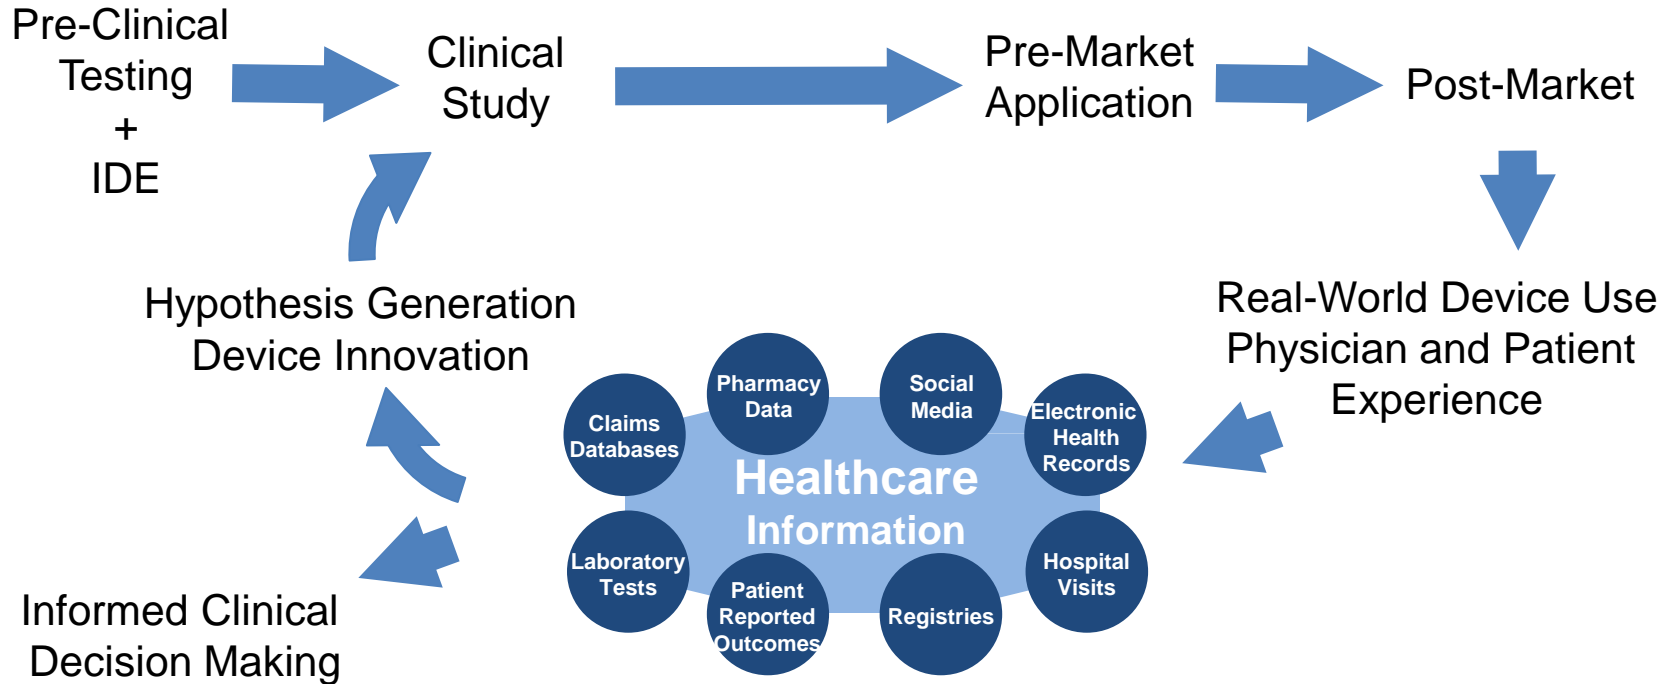 Pre-Clinical
Testing
+
IDE
Clinical
Study
Pre-Market
Application
Post-Market
Hypothesis Generation
Device Innovation
Real-World Device Use
Physician and Patient
Experience
Claims
Databases
Pharmacy
Data
Social
Media
Electronic
Health
Records
Healthcare
Information
Laboratory
Tests
Patient
Reported
Outcomes
Registries
Hospital
Visits
Informed Clinical
Decision Making